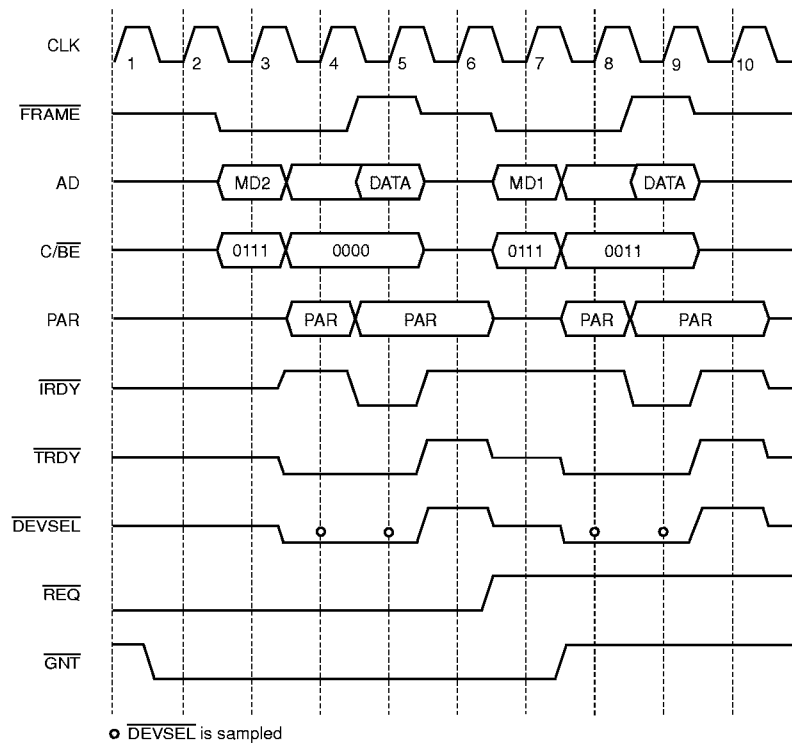 CLK
1 2 3 4 5 6 7 8 9 10
FRAME
AD MD2 DATA MD1 DATA
C/BE 0111 0000 0111 0011
PAR PAR PAR PAR PAR
IRDY
TRDY
DEVSEL
REQ
GNT
DEVSEL is sampled